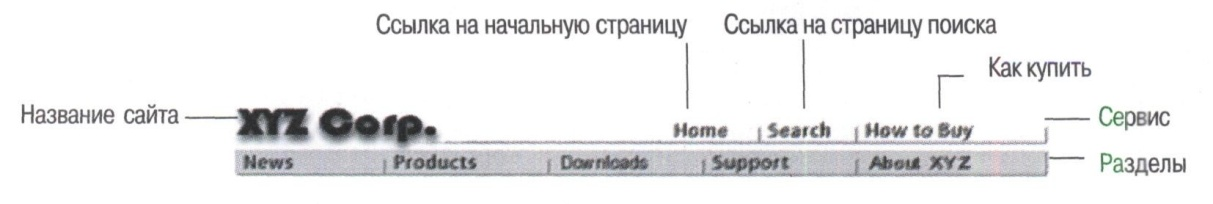 Ссылка на начальную страницу Ссылка на страницу поиска
Как купить
Название сайта XYZ Corp. Home Search How to Buy Сервис
News Products Downloads Support About XYZ Разделы